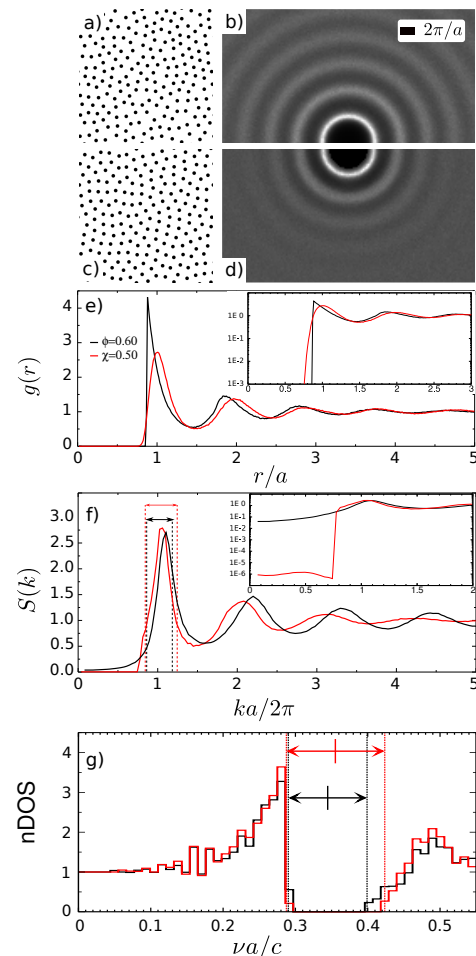 a)
b)
2π/a
c)
d)
e)
4
3
2
1
0
g(r)
ϕ=0.60
χ=0.50
1E 0
1E-1
1E-2
1E-3
0 0.5 1 1.5 2 2.5 3
0 1 2 3 4 5
r/a
f)
3.0
2.5
2.0
1.5
1.0
0.5
0.0
S(k)
1E 0
1E-1
1E-2
1E-3
1E-4
1E-5
1E-6
0 0.5 1 1.5 2
0 1 2 3 4 5
ka/2π
g)
4
3
2
1
0
nDOS
0 0.1 0.2 0.3 0.4 0.5
νa/c